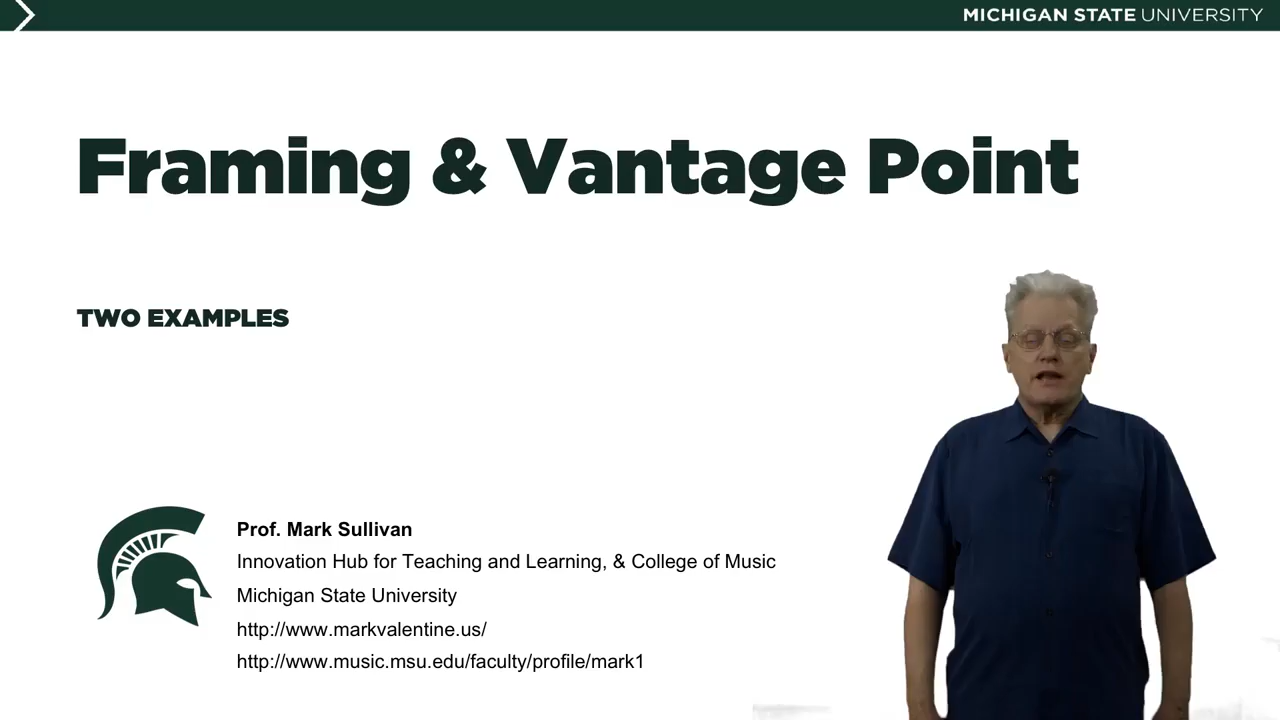 MICHIGAN STATE UNIVERSITY
Framing & Vantage Point
TWO EXAMPLES
Prof. Mark Sullivan
Innovation Hub for Teaching and Learning, & College of Music
Michigan State University
http://www.markvalentine.us/
http://www.music.msu.edu/faculty/profile/mark1